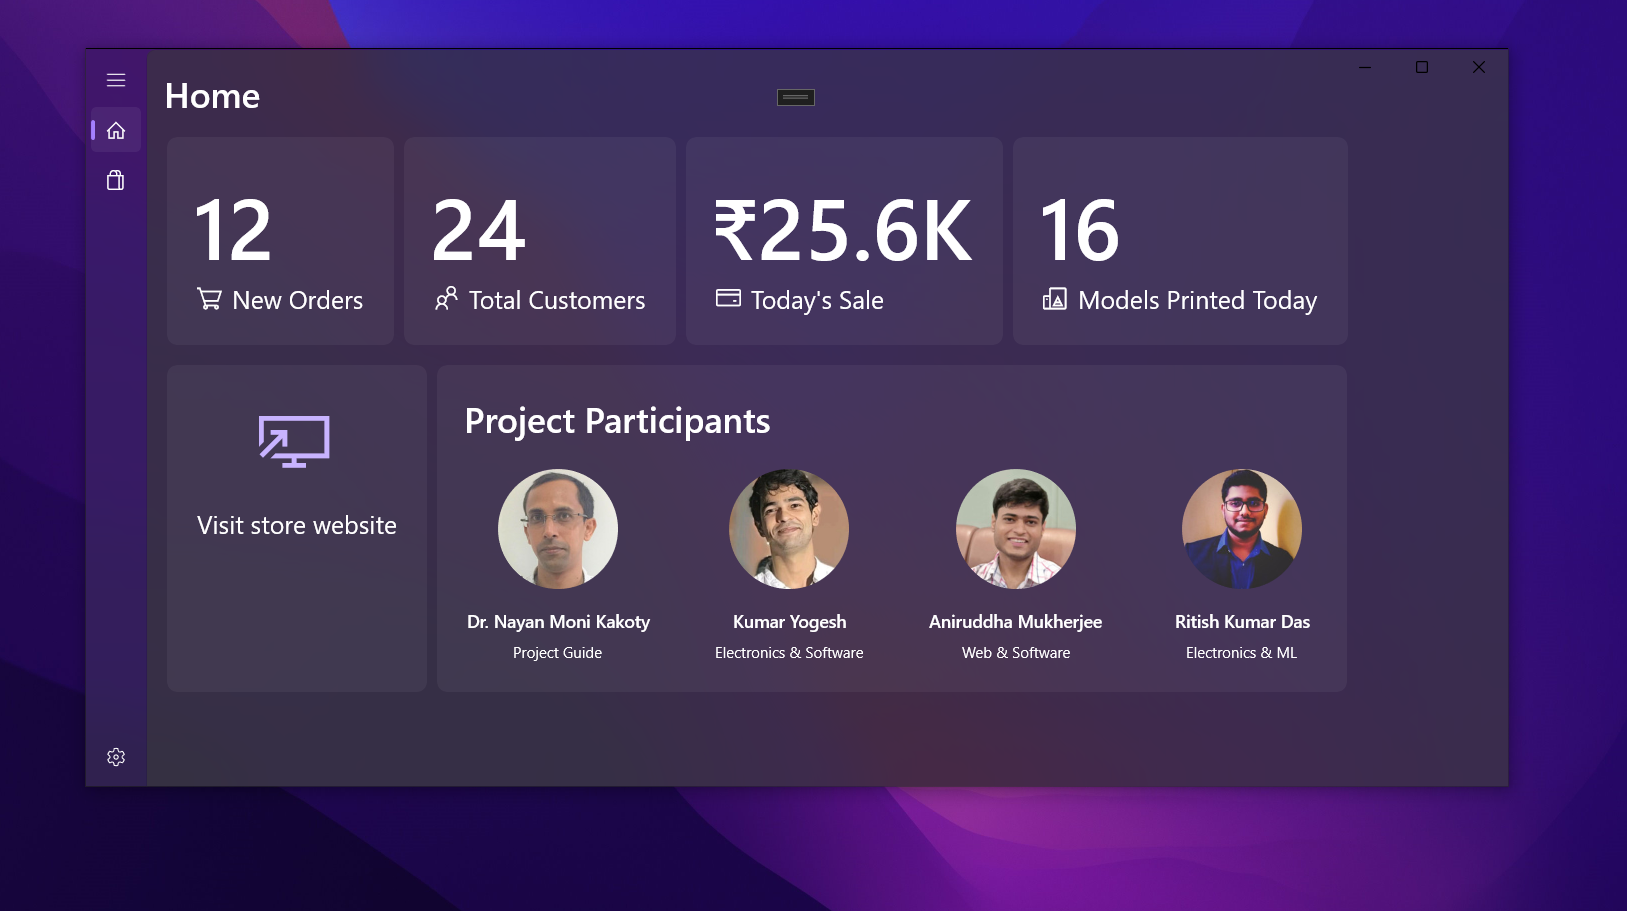 Home
12
New Orders
24
Total Customers
₹25.6K
Today's Sale
16
Models Printed Today
Visit store website
Project Participants
Dr. Nayan Moni Kakoty
Project Guide
Kumar Yogesh
Electronics & Software
Aniruddha Mukherjee
Web & Software
Ritish Kumar Das
Electronics & ML